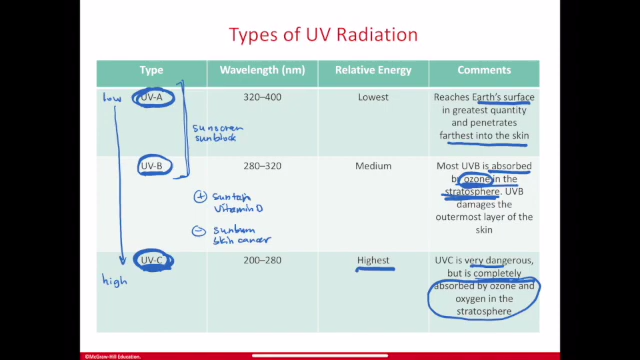 Types of UV Radiation
Type
Wavelength (nm)
Relative Energy
Comments
low
UV-A
320–400
Lowest
Reaches Earth's surface
in greatest quantity
and penetrates
farthest into the skin
sunscreen
sunblock
UV-B
280–320
Medium
Most UVB is absorbed
by ozone in the
stratosphere. UVB
damages the
outermost layer of the
skin
+ suntan
vitamin D
- sunburn
skin cancer
UV-C
200–280
Highest
UVC is very dangerous,
but is completely
absorbed by ozone and
oxygen in the
stratosphere
high
©McGraw-Hill Education.